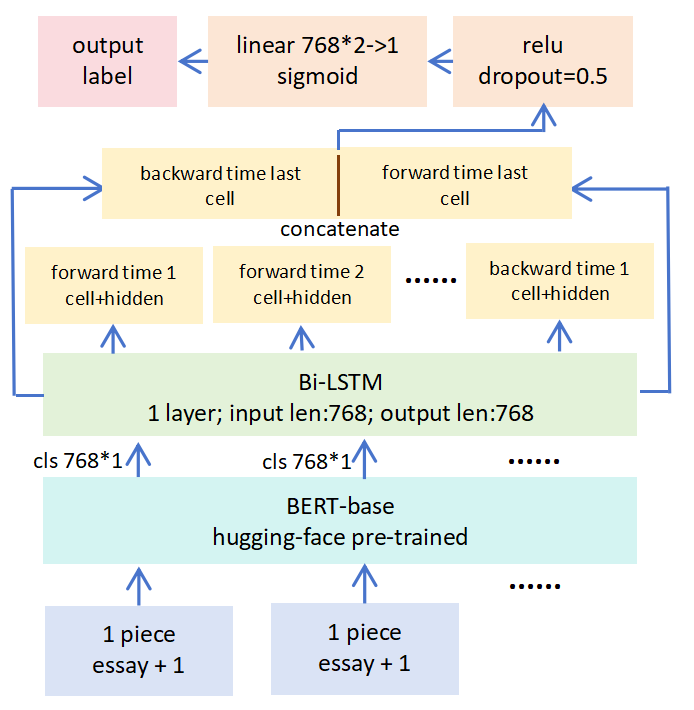 output
label
linear 768*2->1
sigmoid
relu
dropout=0.5
backward time last
cell
forward time last
cell
concatenate
forward time 1
cell+hidden
forward time 2
cell+hidden
......
backward time 1
cell+hidden
Bi-LSTM
1 layer; input len:768; output len:768
cls 768*1
cls 768*1
......
BERT-base
hugging-face pre-trained
......
1 piece
essay + 1
1 piece
essay + 1